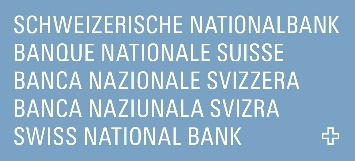 SCHWEIZERISCHE NATIONALBANK
BANQUE NATIONALE SUISSE
BANCA NAZIONALE SVIZZERA
BANCA NAZIUNALA SVIZRA
SWISS NATIONAL BANK